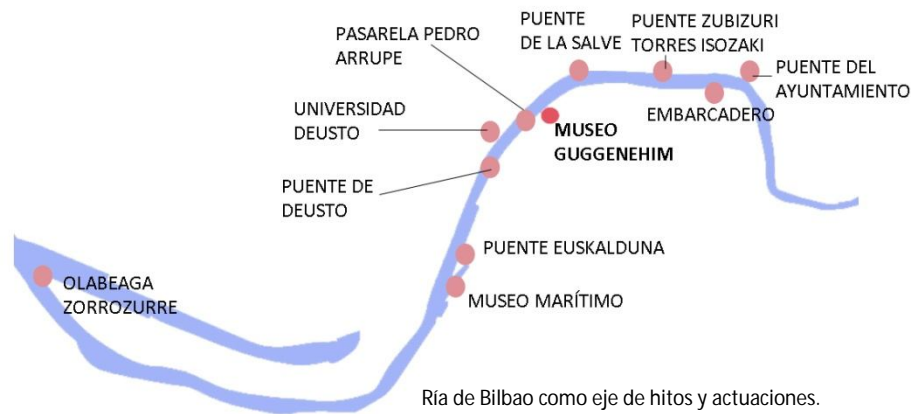 PUENTE
DE LA SALVE
PUENTE ZUBIZURI
TORRES ISOZAKI
PASARELA PEDRO
ARRUPE
PUENTE DEL
AYUNTAMIENTO
UNIVERSIDAD
DEUSTO
EMBARCADERO
MUSEO
GUGGENEHIM
PUENTE DE
DEUSTO
PUENTE EUSKALDUNA
OLABEAGA
ZORROZURRE
MUSEO MARÍTIMO
Ría de Bilbao como eje de hitos y actuaciones.